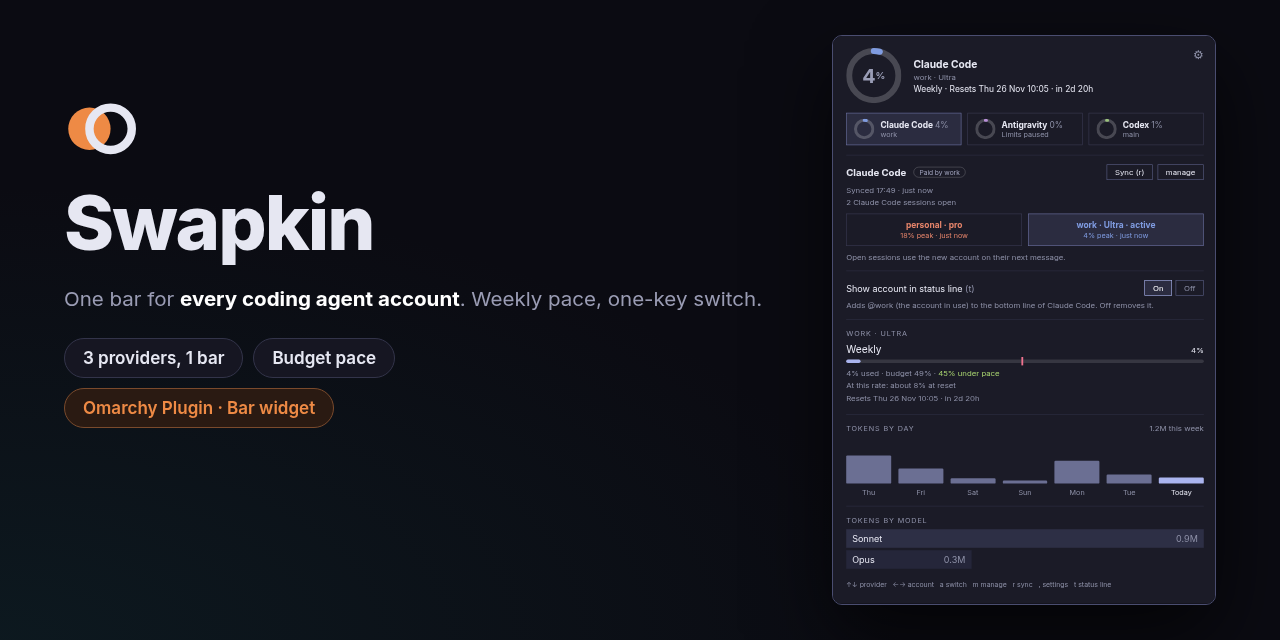 Swapkin
One bar for every coding agent account. Weekly pace, one-key switch.
3 providers, 1 bar
Budget pace
Omarchy Plugin · Bar widget
4%
Claude Code
work · Ultra
Weekly · Resets Thu 26 Nov 10:05 · in 2d 20h
⚙
Claude Code 4%
work
Antigravity 0%
Limits paused
Codex 1%
main
Claude Code
Paid by work
Sync (r)
manage
Synced 17:49 · just now
2 Claude Code sessions open
personal · pro
18% peak · just now
work · Ultra · active
4% peak · just now
Open sessions use the new account on their next message.
Show account in status line (t)
On
Off
Adds @work (the account in use) to the bottom line of Claude Code. Off removes it.
WORK · ULTRA
Weekly
4%
4% used · budget 49% · 45% under pace
At this rate: about 8% at reset
Resets Thu 26 Nov 10:05 · in 2d 20h
TOKENS BY DAY
1.2M this week
Thu
Fri
Sat
Sun
Mon
Tue
Today
TOKENS BY MODEL
Sonnet
0.9M
Opus
0.3M
↑↓ provider ←→ account a switch m manage r sync , settings t status line